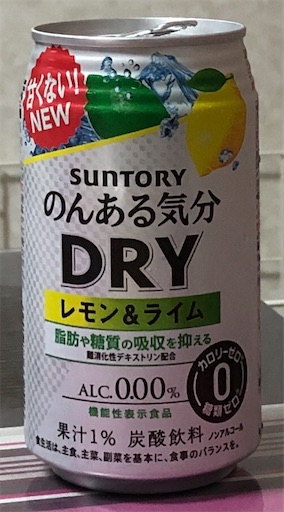 甘くない!
NEW
SUNTORY
のんある気分
DRY
レモン&ライム
脂肪や糖質の吸収を抑える
難消化性デキストリン配合
カロリーゼロ
0
糖類ゼロ
ALC.0.00%
機能性表示食品
果汁1% 炭酸飲料 ノンアルコール
食生活は、主食、主菜、副菜を基本に、食事のバランスを。